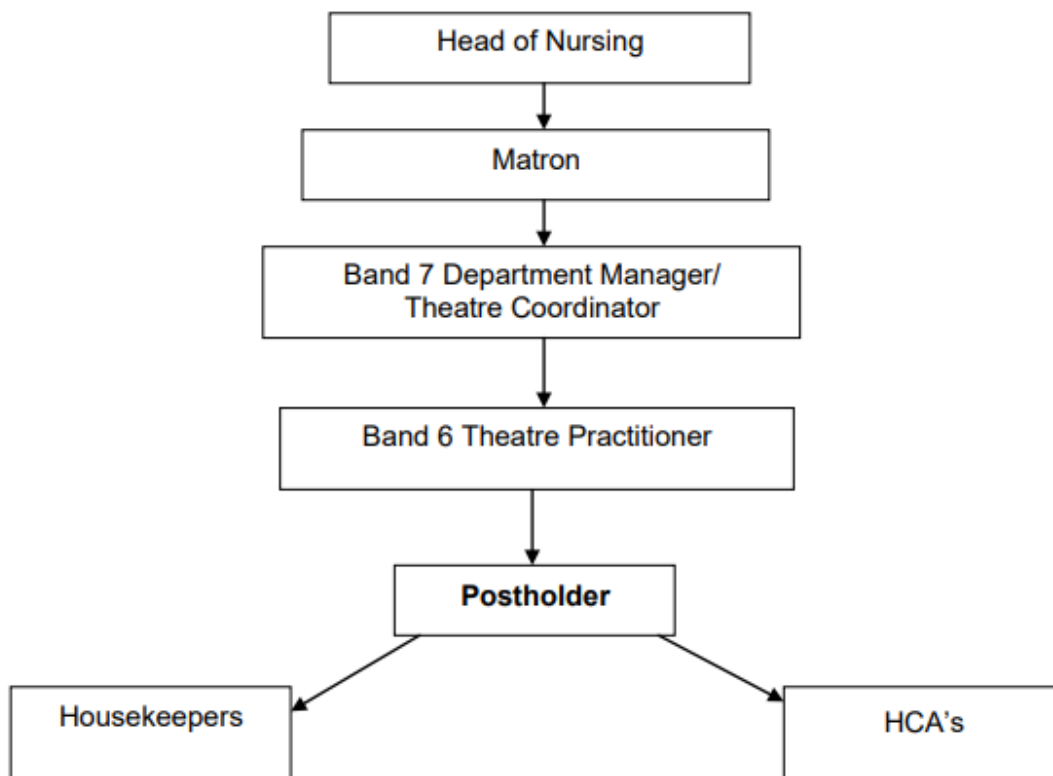 Head of Nursing
Matron
Band 7 Department Manager/
Theatre Coordinator
Band 6 Theatre Practitioner
Postholder
Housekeepers
HCA’s